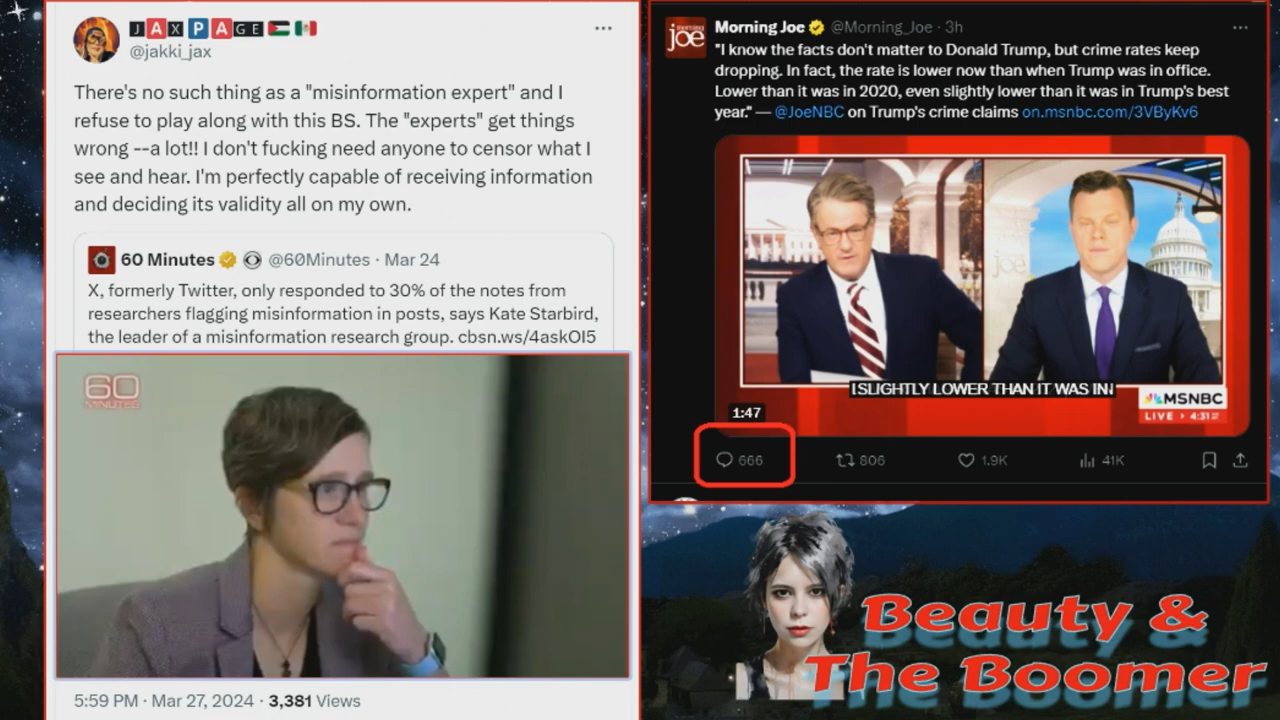 JAX PAGE
@jakki_jax
There's no such thing as a "misinformation expert" and I
refuse to play along with this BS. The "experts" get things
wrong --a lot!! I don't fucking need anyone to censor what I
see and hear. I'm perfectly capable of receiving information
and deciding its validity all on my own.
60 Minutes @60Minutes · Mar 24
X, formerly Twitter, only responded to 30% of the notes from
researchers flagging misinformation in posts, says Kate Starbird,
the leader of a misinformation research group. cbsn.ws/4askOI5
60
MINUTES
5:59 PM · Mar 27, 2024 · 3,381 Views
morning
joe
Morning Joe @Morning_Joe · 3h
"I know the facts don't matter to Donald Trump, but crime rates keep
dropping. In fact, the rate is lower now than when Trump was in office.
Lower than it was in 2020, even slightly lower than it was in Trump's best
year." — @JoeNBC on Trump's crime claims on.msnbc.com/3VByKv6
joe
SLIGHTLY LOWER THAN IT WAS IN
MSNBC
LIVE 4:31
1:47
666 806 1.9K 41K
Beauty &
The Boomer